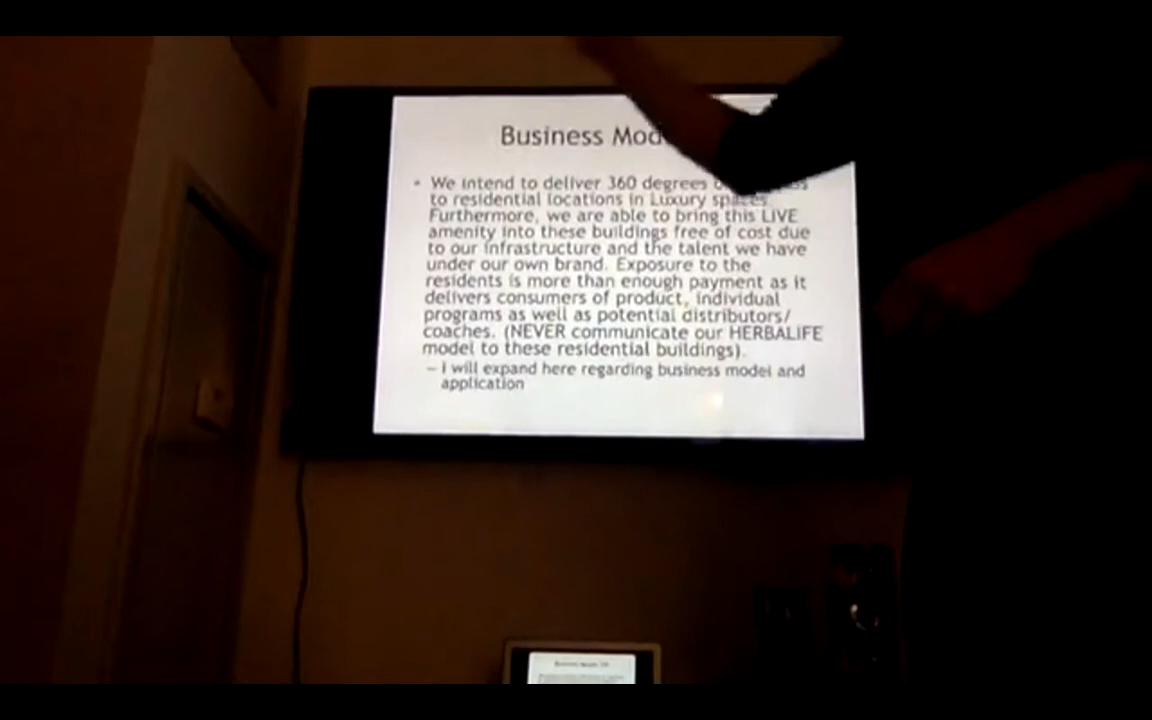 Business Mod
• We intend to deliver 360 degrees
to residential locations in Luxury spaces.
Furthermore, we are able to bring this LIVE
amenity into these buildings free of cost due
to our infrastructure and the talent we have
under our own brand. Exposure to the
residents is more than enough payment as it
delivers consumers of product, individual
programs as well as potential distributors/
coaches. (NEVER communicate our HERBALIFE
model to these residential buildings).
– I will expand here regarding business model and
application